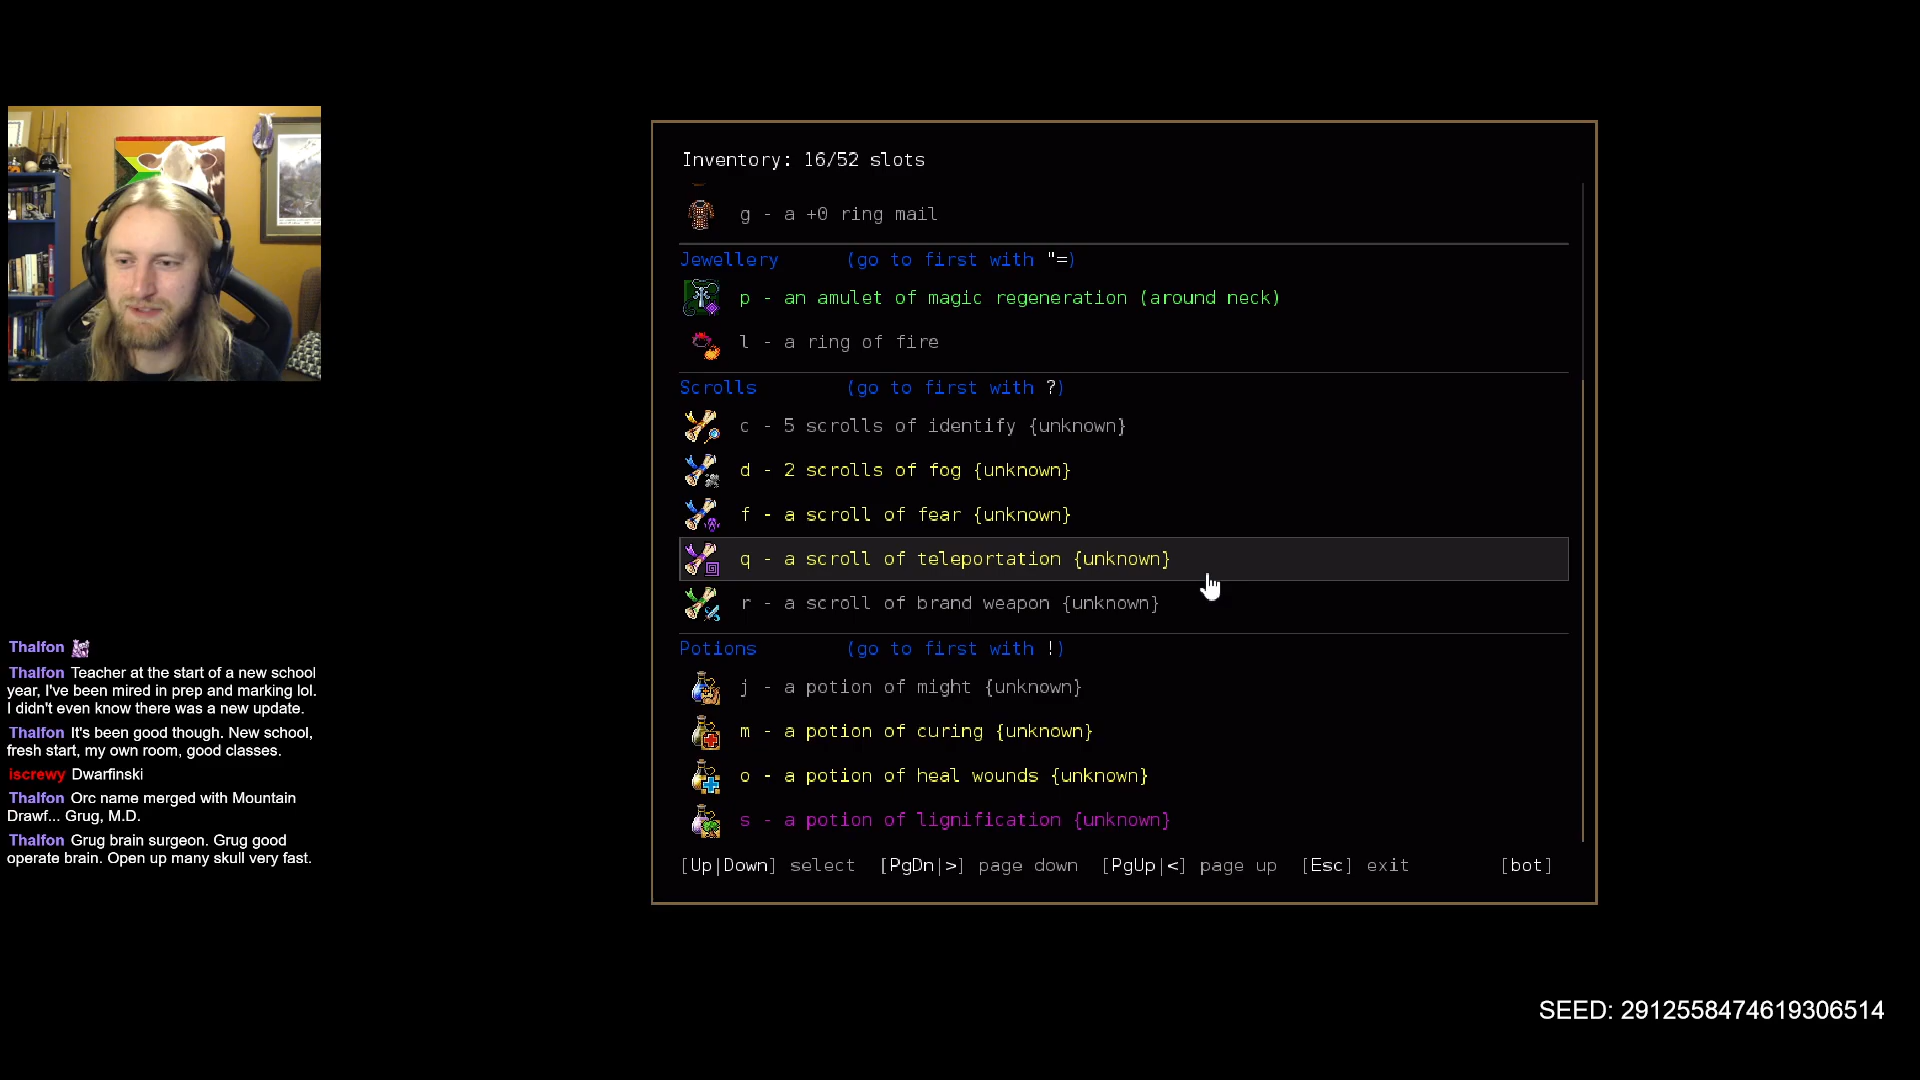 Inventory: 16/52 slots
g - a +0 ring mail
Jewellery (go to first with "=)
p - an amulet of magic regeneration (around neck)
l - a ring of fire
Scrolls (go to first with ?)
c - 5 scrolls of identify {unknown}
d - 2 scrolls of fog {unknown}
f - a scroll of fear {unknown}
q - a scroll of teleportation {unknown}
r - a scroll of brand weapon {unknown}
Potions (go to first with !)
j - a potion of might {unknown}
m - a potion of curing {unknown}
o - a potion of heal wounds {unknown}
s - a potion of lignification {unknown}
[Up|Down] select [PgDn|>] page down [PgUp|<] page up [Esc] exit [bot]
Thalfon
Thalfon Teacher at the start of a new school
year, I've been mired in prep and marking lol.
I didn't even know there was a new update.
Thalfon It's been good though. New school,
fresh start, my own room, good classes.
iscrewy Dwarfinski
Thalfon Orc name merged with Mountain
Drawf... Grug, M.D.
Thalfon Grug brain surgeon. Grug good
operate brain. Open up many skull very fast.
SEED: 2912558474619306514